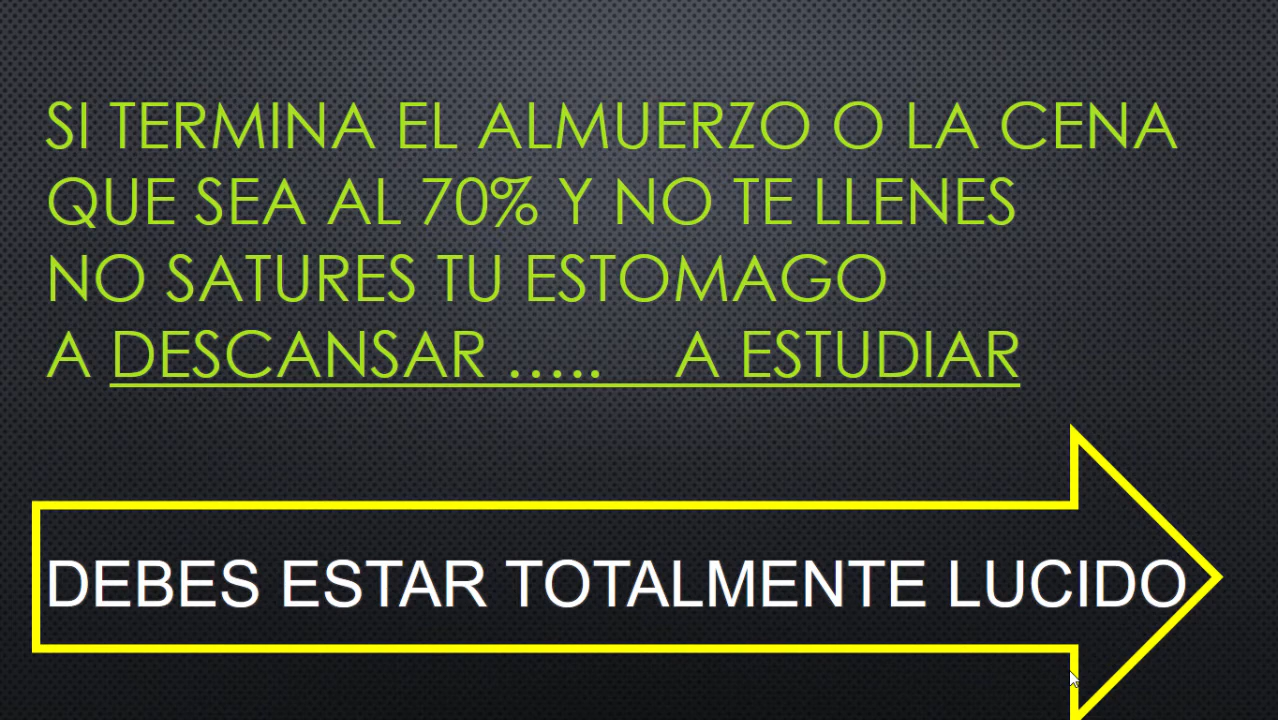 SI TERMINA EL ALMUERZO O LA CENA
QUE SEA AL 70% Y NO TE LLENES
NO SATURES TU ESTOMAGO
A DESCANSAR ….. A ESTUDIAR
DEBES ESTAR TOTALMENTE LUCIDO